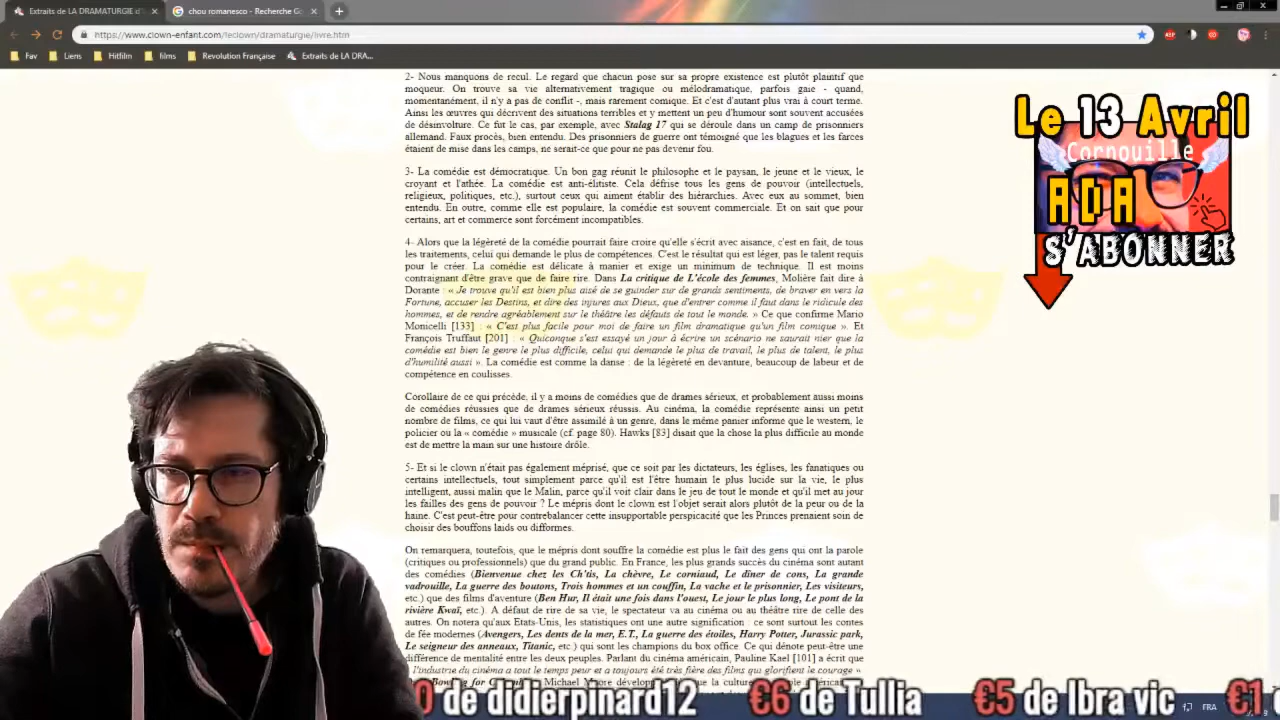 Extraits de LA DRAMATURGIE d'
chou romanesco - Recherche G
https://www.clown-enfant.com/leclown/dramaturgie/livre.htm
Fav
Liens
Hitfilm
films
Revolution Française
Extraits de LA DRA...
2- Nous manquons de recul. Le regard que chacun pose sur sa propre existence est plutôt plaintif que
moqueur. On trouve sa vie alternativement tragique ou mélodramatique, parfois gaie - quand,
momentanément, il n'y a pas de conflit -, mais rarement comique. Et c'est d'autant plus vrai à court terme.
Ainsi les œuvres qui décrivent des situations terribles et y mettent un peu d'humour sont souvent accusées
de désinvolture. Ce fut le cas, par exemple, avec Stalag 17 qui se déroule dans un camp de prisonniers
allemand. Faux procès, bien entendu. Des prisonniers de guerre ont témoigné que les blagues et les farces
étaient de mise dans les camps, ne serait-ce que pour ne pas devenir fou.
3- La comédie est démocratique. Un bon gag réunit le philosophe et le paysan, le jeune et le vieux, le
croyant et l'athée. La comédie est anti-élitiste. Cela défrise tous les gens de pouvoir (intellectuels,
religieux, politiques, etc.), surtout ceux qui aiment établir des hiérarchies. Avec eux au sommet, bien
entendu. En outre, comme elle est populaire, la comédie est souvent commerciale. Et on sait que pour
certains, art et commerce sont forcément incompatibles.
4- Alors que la légèreté de la comédie pourrait faire croire qu'elle s'écrit avec aisance, c'est en fait, de tous
les traitements, celui qui demande le plus de compétences. C'est le résultat qui est léger, pas le talent requis
pour le créer. La comédie est délicate à manier et exige un minimum de technique. Il est moins
contraignant d'être grave que de faire rire. Dans La critique de L'école des femmes, Molière fait dire à
Dorante : « Je trouve qu'il est bien plus aisé de se guinder sur de grands sentiments, de braver en vers la
Fortune, accuser les Destins, et dire des injures aux Dieux, que d'entrer comme il faut dans le ridicule des
hommes, et de rendre agréablement sur le théâtre les défauts de tout le monde. » Ce que confirme Mario
Monicelli [133] : « C'est plus facile pour moi de faire un film dramatique qu'un film comique ». Et
François Truffaut [201] : « Quiconque s'est essayé un jour à écrire un scénario ne saurait nier que la
comédie est bien le genre le plus difficile, celui qui demande le plus de travail, le plus de talent, le plus
d'humilité aussi ». La comédie est comme la danse : de la légèreté en devanture, beaucoup de labeur et de
compétence en coulisses.
Corollaire de ce qui précède, il y a moins de comédies que de drames sérieux, et probablement aussi moins
de comédies réussies que de drames sérieux réussis. Au cinéma, la comédie représente ainsi un petit
nombre de films, ce qui lui vaut d'être assimilé à un genre, dans le même panier informe que le western, le
policier ou la « comédie » musicale (cf. page 80). Hawks [83] disait que la chose la plus difficile au monde
est de mettre la main sur une histoire drôle.
5- Et si le clown n'était pas également méprisé, que ce soit par les dictateurs, les églises, les fanatiques ou
certains intellectuels, tout simplement parce qu'il est l'être humain le plus lucide sur la vie, le plus
intelligent, aussi malin que le Malin, parce qu'il voit clair dans le jeu de tout le monde et qu'il met au jour
les failles des gens de pouvoir ? Le mépris dont le clown est l'objet serait alors plutôt de la peur ou de la
haine. C'est peut-être pour contrebalancer cette insupportable perspicacité que les Princes prenaient soin de
choisir des bouffons laids ou difformes.
On remarquera, toutefois, que le mépris dont souffre la comédie est plus le fait des gens qui ont la parole
(critiques ou professionnels) que du grand public. En France, les plus grands succès du cinéma sont autant
des comédies (Bienvenue chez les Ch'tis, La chèvre, Le corniaud, Le dîner de cons, La grande
vadrouille, La guerre des boutons, Trois hommes et un couffin, La vache et le prisonnier, Les visiteurs,
etc.) que des films d'aventure (Ben Hur, Il était une fois dans l'ouest, Le jour le plus long, Le pont de la
rivière Kwaï, etc.). A défaut de rire de sa vie, le spectateur va au cinéma ou au théâtre rire de celle des
autres. On notera qu'aux Etats-Unis, les statistiques ont une autre signification : ce sont surtout les contes
de fée modernes (Avengers, Les dents de la mer, E.T., La guerre des étoiles, Harry Potter, Jurassic park,
Le seigneur des anneaux, Titanic, etc.) qui sont les champions du box office. Ce qui dénote peut-être une
différence de mentalité entre les deux peuples. Parlant du cinéma américain, Pauline Kael [101] a écrit que
l'industrie du cinéma a tout le temps peur et a toujours été très fière des films qui glorifient le courage »
Michael Moore
Le 13 Avril
Cornouille
ADA
S'ABONNER
0 de didierpinard12 €6 de Tullia €5 de Ibra vic €1
FRA